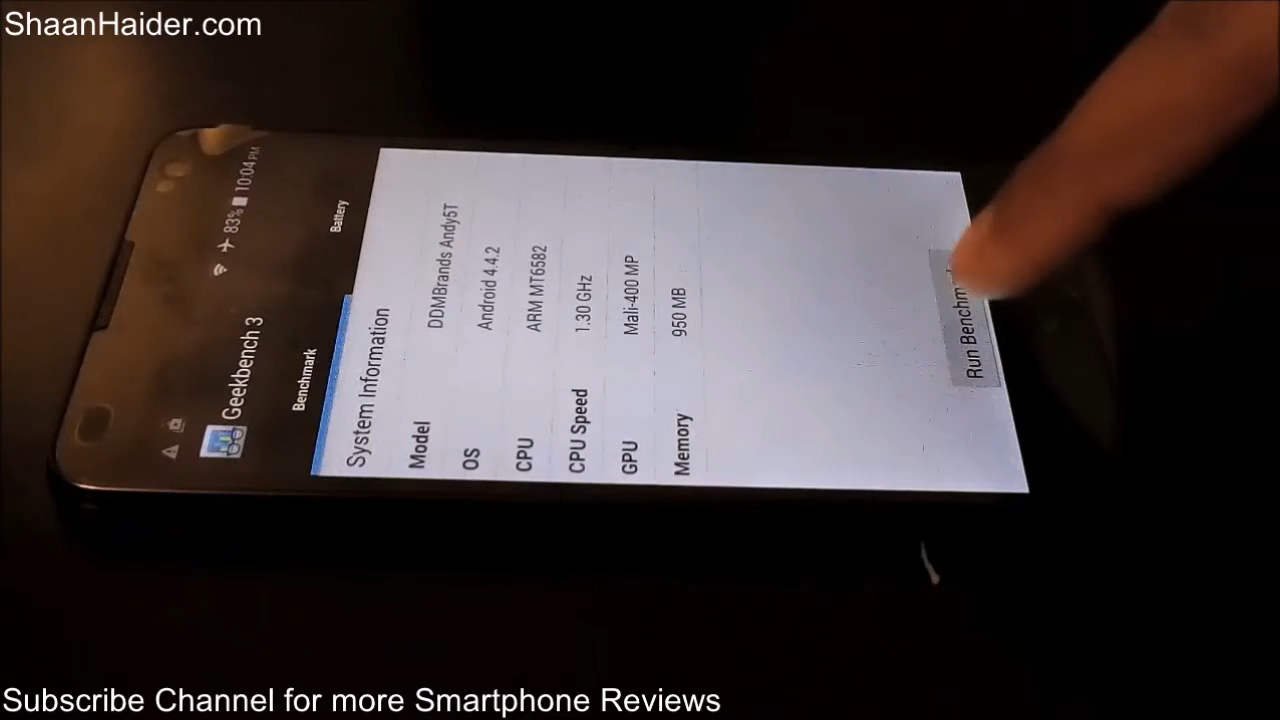 ShaanHaider.com
83% 10:04 PM
Geekbench 3
Benchmark
Battery
System Information
Model DDMBrands Andy5T
OS Android 4.4.2
CPU ARM MT6582
CPU Speed 1.30 GHz
GPU Mali-400 MP
Memory 950 MB
Run Benchm
Subscribe Channel for more Smartphone Reviews